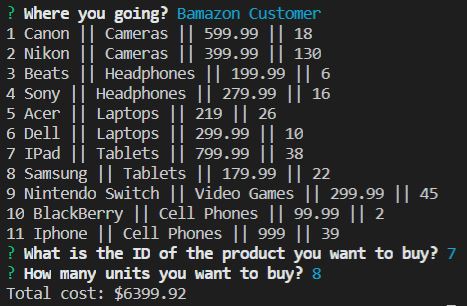 ? Where you going? Bamazon Customer
1 Canon || Cameras || 599.99 || 18
2 Nikon || Cameras || 399.99 || 130
3 Beats || Headphones || 199.99 || 6
4 Sony || Headphones || 279.99 || 16
5 Acer || Laptops || 219 || 26
6 Dell || Laptops || 299.99 || 10
7 IPad || Tablets || 799.99 || 38
8 Samsung || Tablets || 179.99 || 22
9 Nintendo Switch || Video Games || 299.99 || 45
10 BlackBerry || Cell Phones || 99.99 || 2
11 Iphone || Cell Phones || 999 || 39
? What is the ID of the product you want to buy? 7
? How many units you want to buy? 8
Total cost: $6399.92